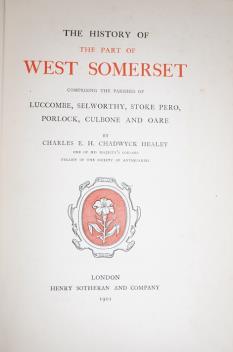 THE HISTORY OF
THE PART OF
WEST SOMERSET
COMPRISING THE PARISHES OF
LUCCOMBE, SELWORTHY, STOKE PERO,
PORLOCK, CULBONE AND OARE
BY
CHARLES E. H. CHADWYCK HEALEY
ONE OF HIS MAJESTY'S COUNSEL
FELLOW OF THE SOCIETY OF ANTIQUARIES
LONDON
HENRY SOTHERAN AND COMPANY
1901